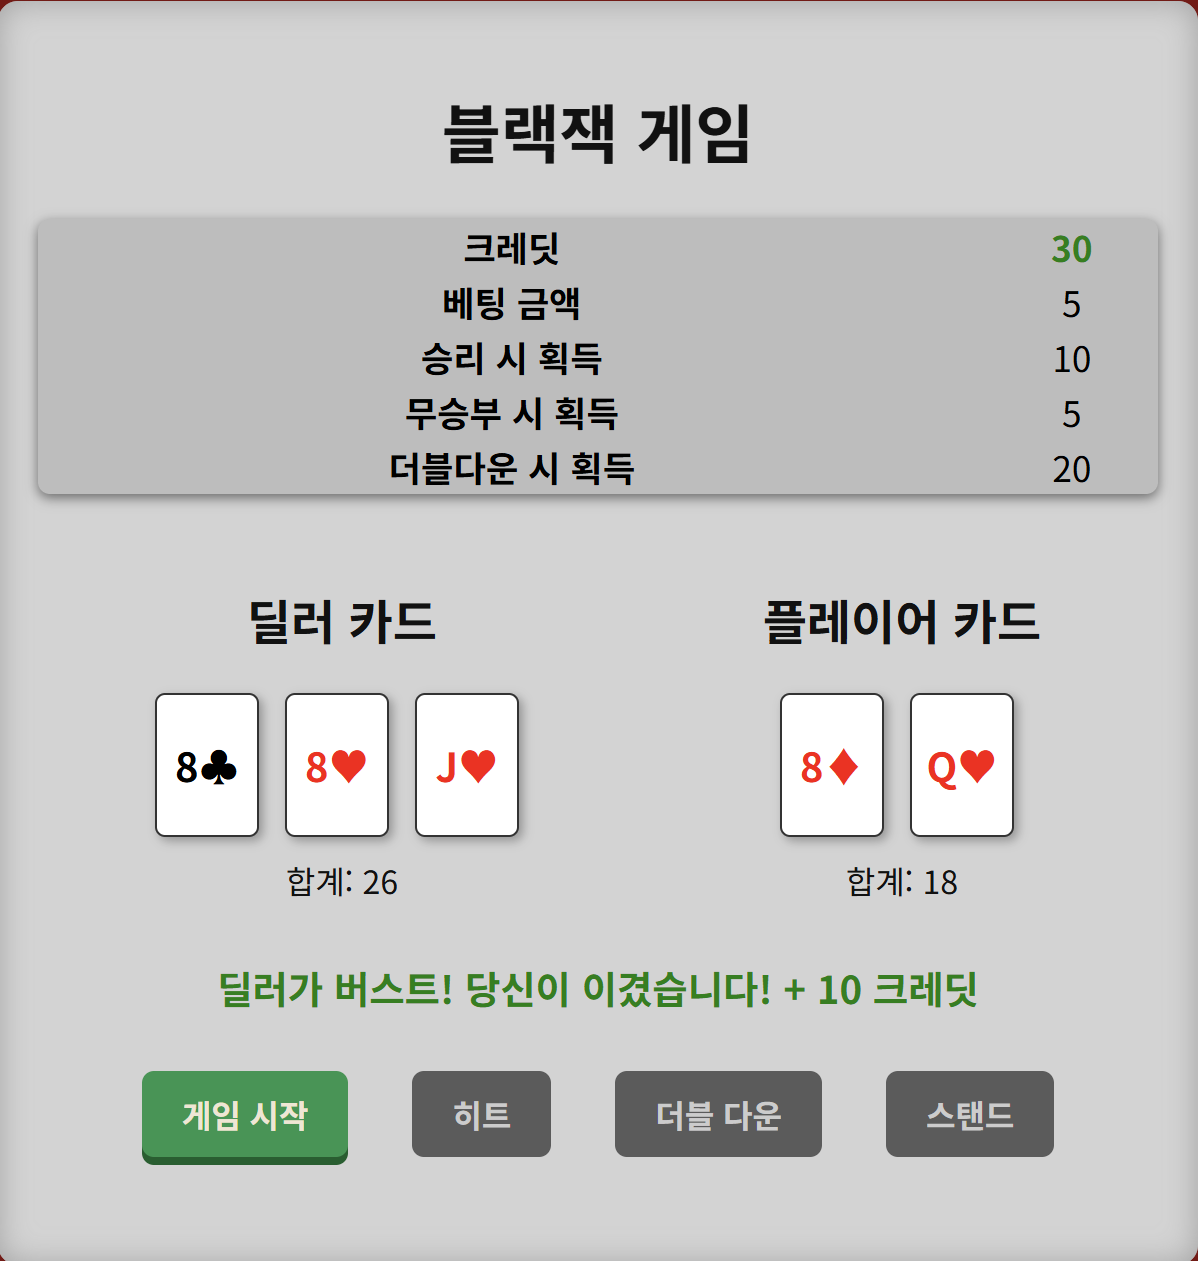 블랙잭 게임
크레딧 30
베팅 금액 5
승리 시 획득 10
무승부 시 획득 5
더블다운 시 획득 20
딜러 카드
플레이어 카드
8♣ 8♥ J♥
8♦ Q♥
합계: 26
합계: 18
딜러가 버스트! 당신이 이겼습니다! + 10 크레딧
게임 시작 히트 더블 다운 스탠드